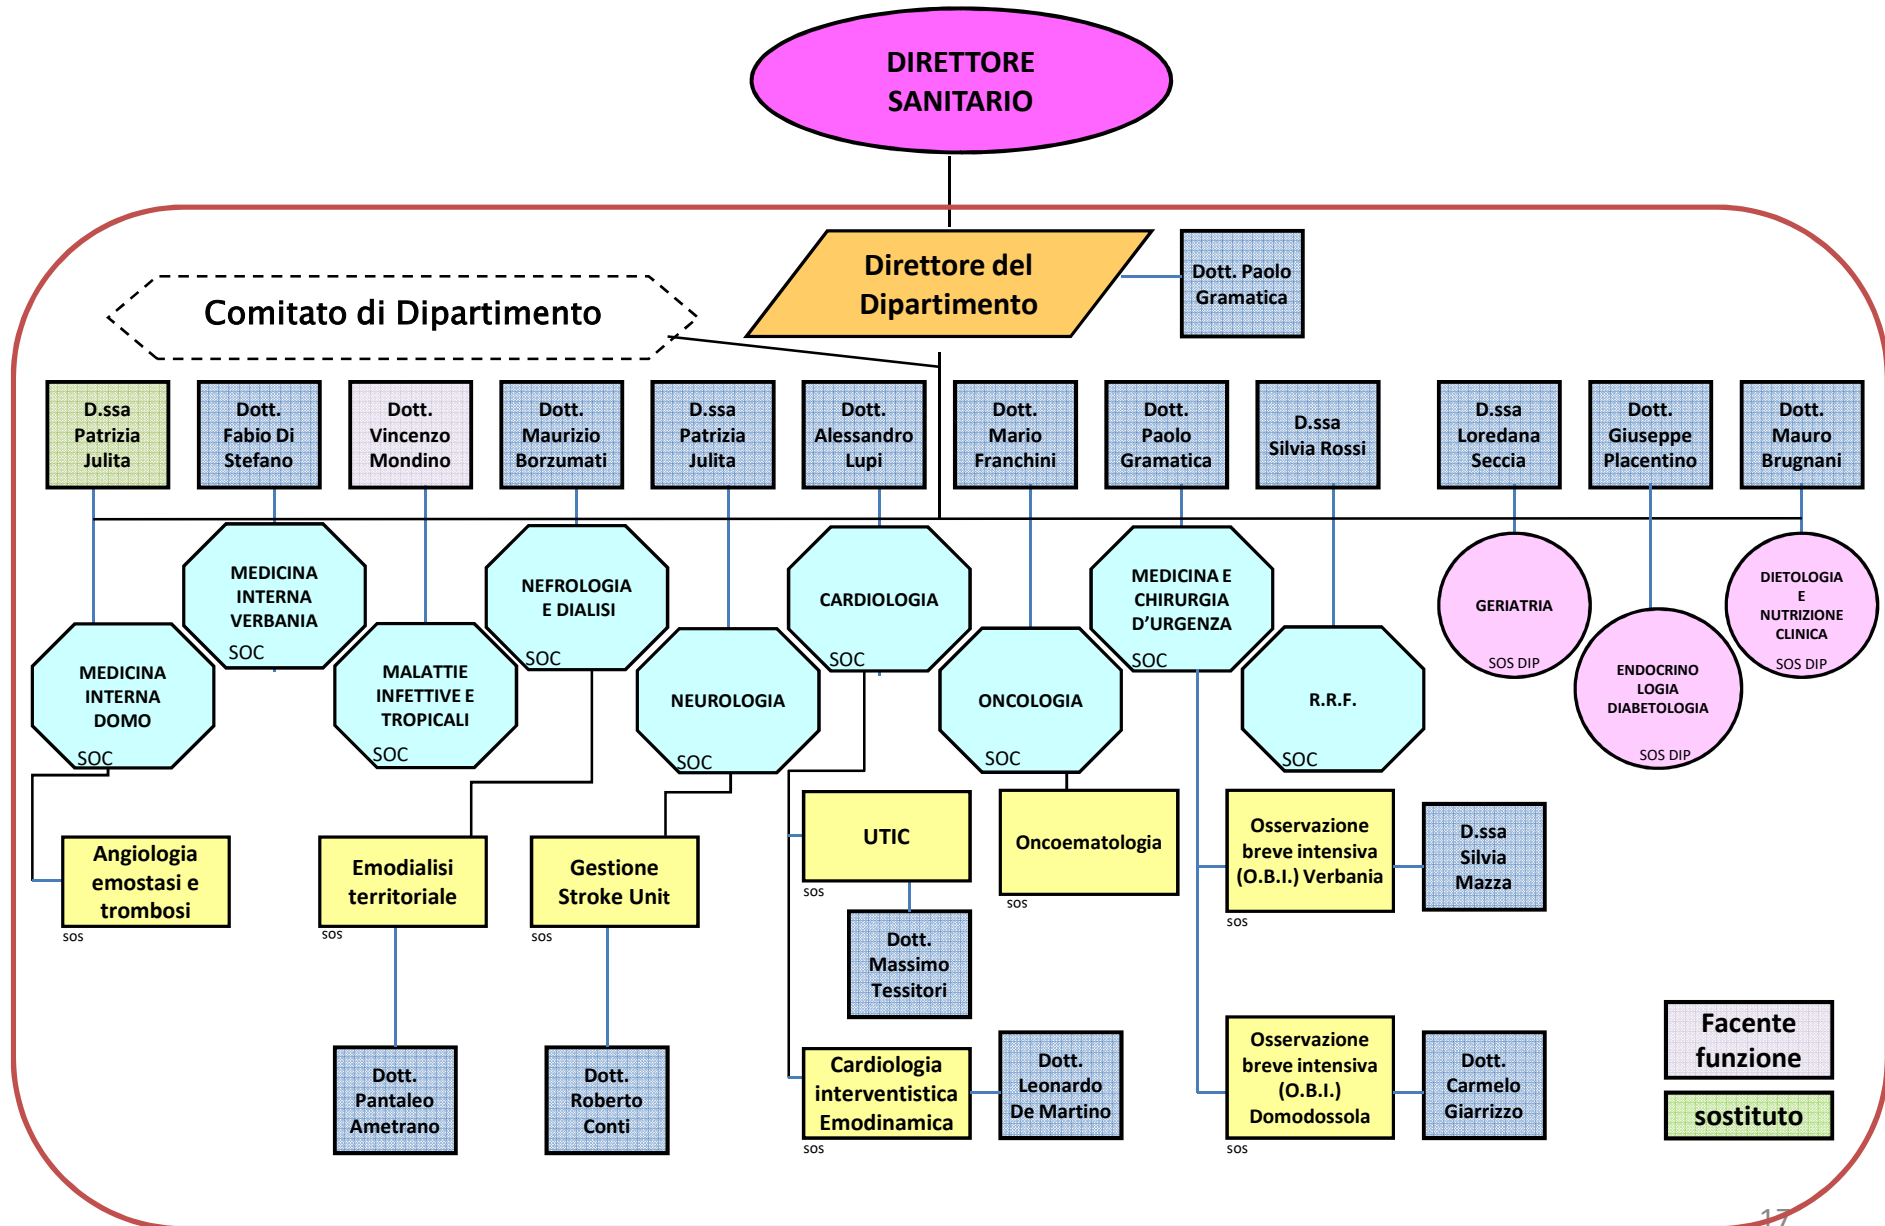 DIRETTORE
SANITARIO
Direttore del
Dipartimento
Dott. Paolo
Gramatica
Comitato di Dipartimento
D.ssa
Patrizia
Julita
Dott.
Fabio Di
Stefano
Dott.
Vincenzo
Mondino
Dott.
Maurizio
Borzumati
D.ssa
Patrizia
Julita
Dott.
Alessandro
Lupi
Dott.
Mario
Franchini
Dott.
Paolo
Gramatica
D.ssa
Silvia Rossi
D.ssa
Loredana
Seccia
Dott.
Giuseppe
Placentino
Dott.
Mauro
Brugnani
MEDICINA
INTERNA
VERBANIA
SOC
NEFROLOGIA
E DIALISI
SOC
CARDIOLOGIA
SOC
MEDICINA E
CHIRURGIA
D'URGENZA
SOC
GERIATRIA
SOS DIP
DIETOLOGIA
E
NUTRIZIONE
CLINICA
SOS DIP
MEDICINA
INTERNA
DOMO
SOC
MALATTIE
INFETTIVE E
TROPICALI
SOC
NEUROLOGIA
SOC
ONCOLOGIA
SOC
R.R.F.
SOC
ENDOCRINO
LOGIA
DIABETOLOGIA
SOS DIP
Angiologia
emostasi e
trombosi
sos
Emodialisi
territoriale
sos
Gestione
Stroke Unit
sos
UTIC
sos
Oncoematologia
sos
Osservazione
breve intensiva
(O.B.I.) Verbania
sos
D.ssa
Silvia
Mazza
Dott.
Massimo
Tessitori
Dott.
Pantaleo
Ametrano
Dott.
Roberto
Conti
Cardiologia
interventistica
Emodinamica
sos
Dott.
Leonardo
De Martino
Osservazione
breve intensiva
(O.B.I.)
Domodossola
sos
Dott.
Carmelo
Giarrizzo
Facente
funzione
sostituto
17